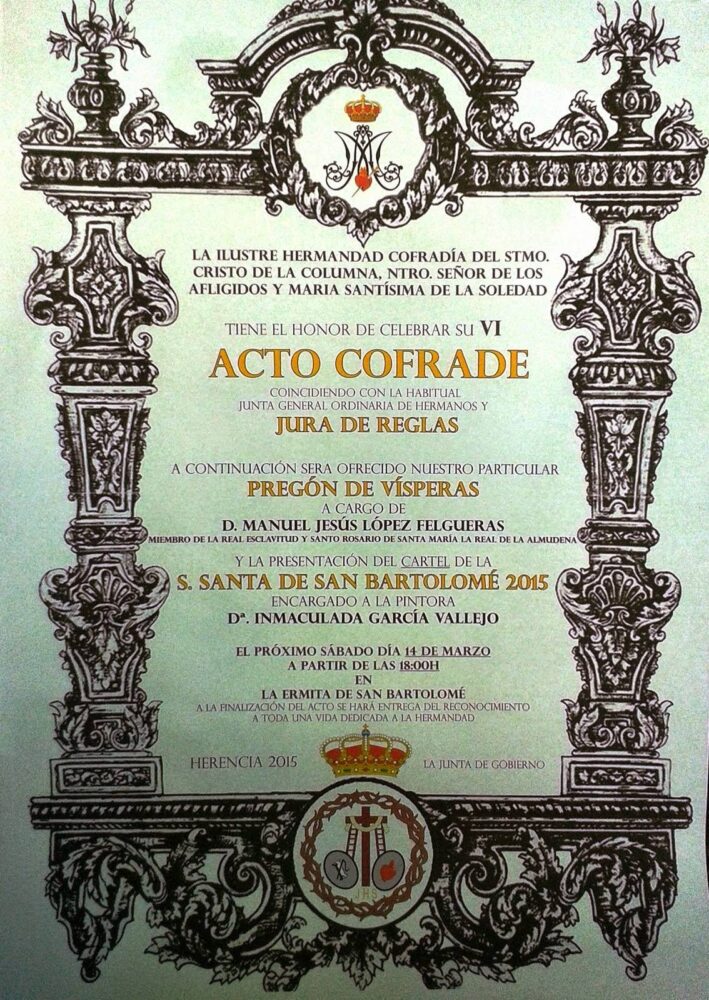 LA ILUSTRE HERMANDAD COFRADÍA DEL STMO.
CRISTO DE LA COLUMNA, NTRO. SEÑOR DE LOS
AFLIGIDOS Y MARIA SANTÍSIMA DE LA SOLEDAD
TIENE EL HONOR DE CELEBRAR SU VI
ACTO COFRADE
COINCIDIENDO CON LA HABITUAL
JUNTA GENERAL ORDINARIA DE HERMANOS Y
JURA DE REGLAS
A CONTINUACIÓN SERA OFRECIDO NUESTRO PARTICULAR
PREGÓN DE VÍSPERAS
A CARGO DE
D. MANUEL JESÚS LÓPEZ FELGUERAS
MIEMBRO DE LA REAL ESCLAVITUD Y SANTO ROSARIO DE SANTA MARÍA LA REAL DE LA ALMUDENA
Y LA PRESENTACIÓN DEL CARTEL DE LA
S. SANTA DE SAN BARTOLOMÉ 2015
ENCARGADO A LA PINTORA
Dª. INMACULADA GARCÍA VALLEJO
EL PRÓXIMO SÁBADO DÍA 14 DE MARZO
A PARTIR DE LAS 18:00H
EN
LA ERMITA DE SAN BARTOLOMÉ
A LA FINALIZACIÓN DEL ACTO SE HARÁ ENTREGA DEL RECONOCIMIENTO
A TODA UNA VIDA DEDICADA A LA HERMANDAD
HERENCIA 2015
LA JUNTA DE GOBIERNO
JHS